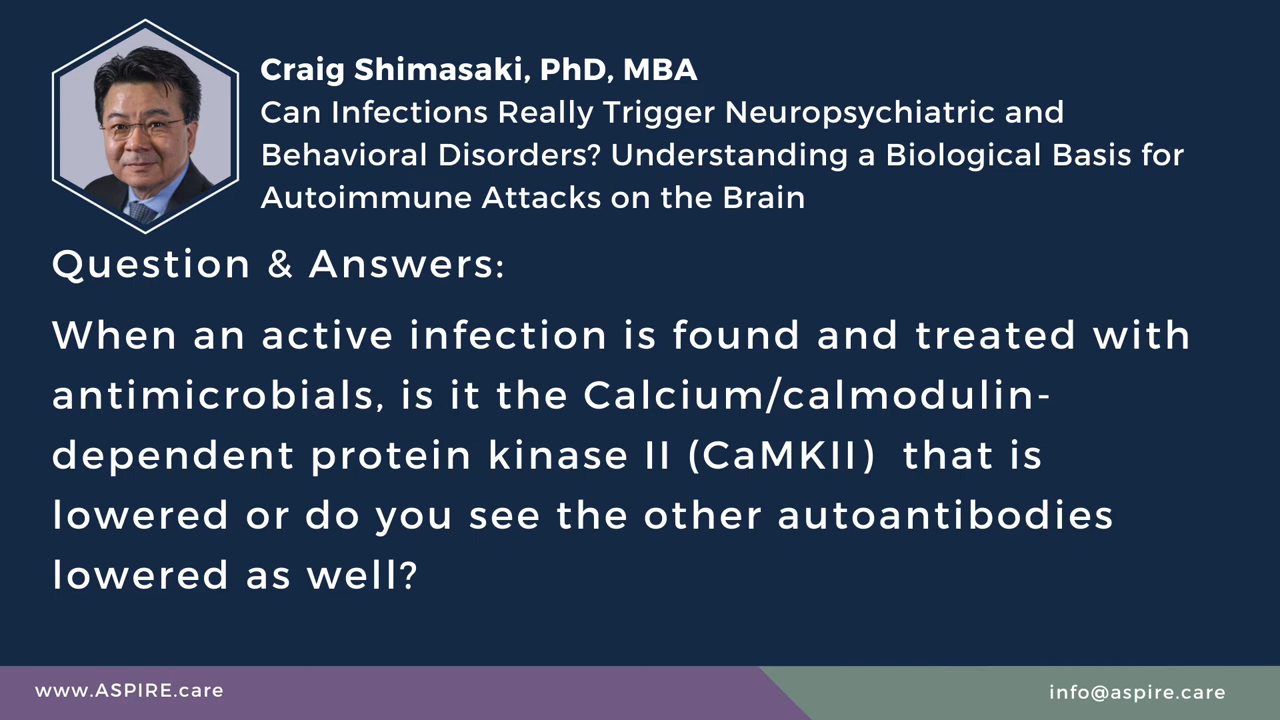 Craig Shimasaki, PhD, MBA
Can Infections Really Trigger Neuropsychiatric and
Behavioral Disorders? Understanding a Biological Basis for
Autoimmune Attacks on the Brain
Question & Answers:
When an active infection is found and treated with
antimicrobials, is it the Calcium/calmodulin-
dependent protein kinase II (CaMKII)  that is
lowered or do you see the other autoantibodies
lowered as well?
www.ASPIRE.care
info@aspire.care